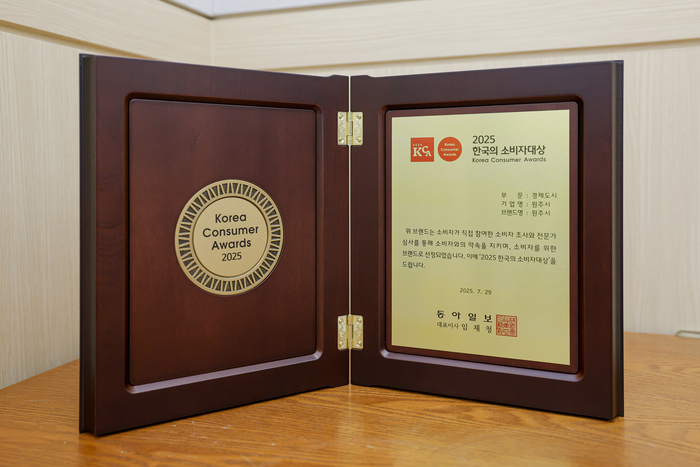 Korea
Consumer
Awards
2025
KCA
Korea
Consumer
Awards
2025
한국의 소비자대상
Korea Consumer Awards
부 문 : 경제도시
기 업 명 : 원주시
브랜드명 : 원주시
위 브랜드는 소비자가 직접 참여한 소비자 조사와 전문가
심사를 통해 소비자와의 약속을 지키며, 소비자를 위한
브랜드로 선정되었습니다. 이에 '2025 한국의 소비자대상'을
드립니다.
2025. 7. 29
동아일보
대표이사 임 채 청